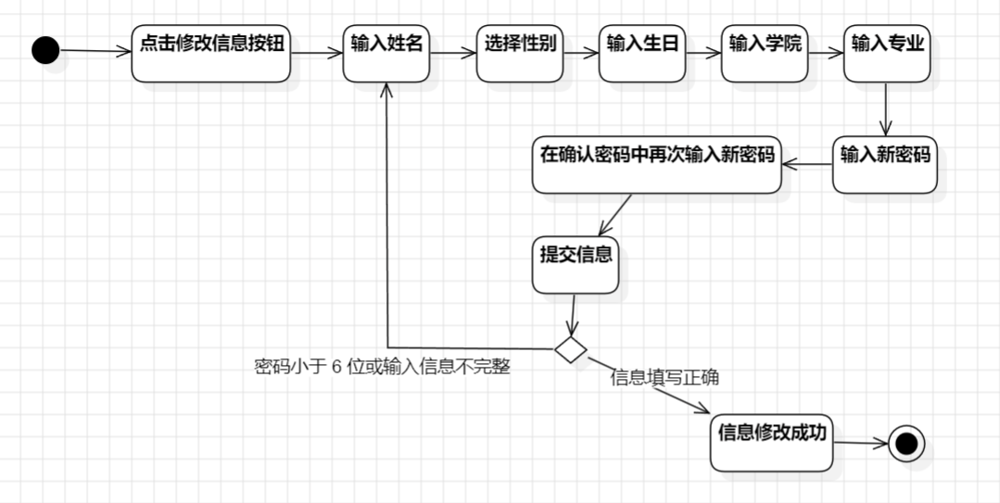 点击修改信息按钮
输入姓名
选择性别
输入生日
输入学院
输入专业
输入新密码
在确认密码中再次输入新密码
提交信息
密码小于 6 位或输入信息不完整
信息填写正确
信息修改成功